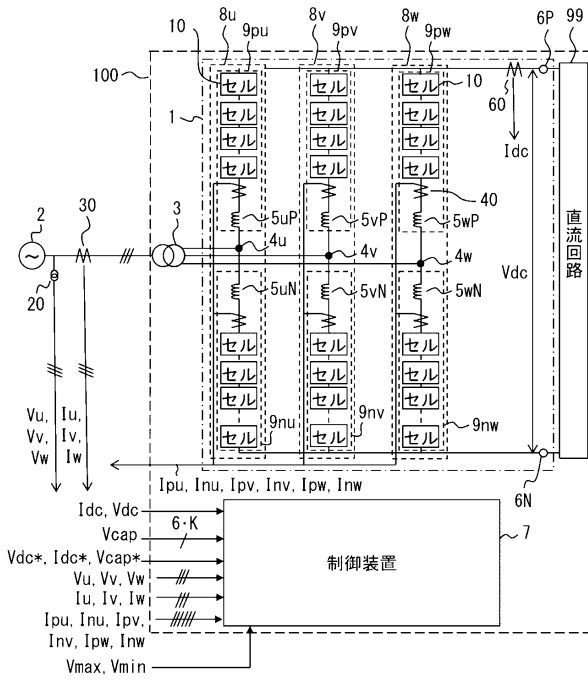 8u 8v 8w 6P 99
9pu 9pv 9pw
100 10 10
セル セル セル
1 60
セル セル セル
Idc
セル セル セル
セル セル セル
40
30 3 5uP 5vP 5wP
2
4u 4v 4w
直流回路
Vdc
20 5uN 5vN 5wN
セル セル セル
セル セル セル
セル セル セル
Vu, Iu,
Vv, Iv,
Vw Iw
9nu 9nv 9nw
セル セル セル
Ipu, Inu, Ipv, Inv, Ipw, Inw
6N
Idc, Vdc
Vcap 6・K
7
Vdc*, Idc*, Vcap*
制御装置
Vu, Vv, Vw
Iu, Iv, Iw
Ipu, Inu, Ipv,
Inv, Ipw, Inw
Vmax, Vmin